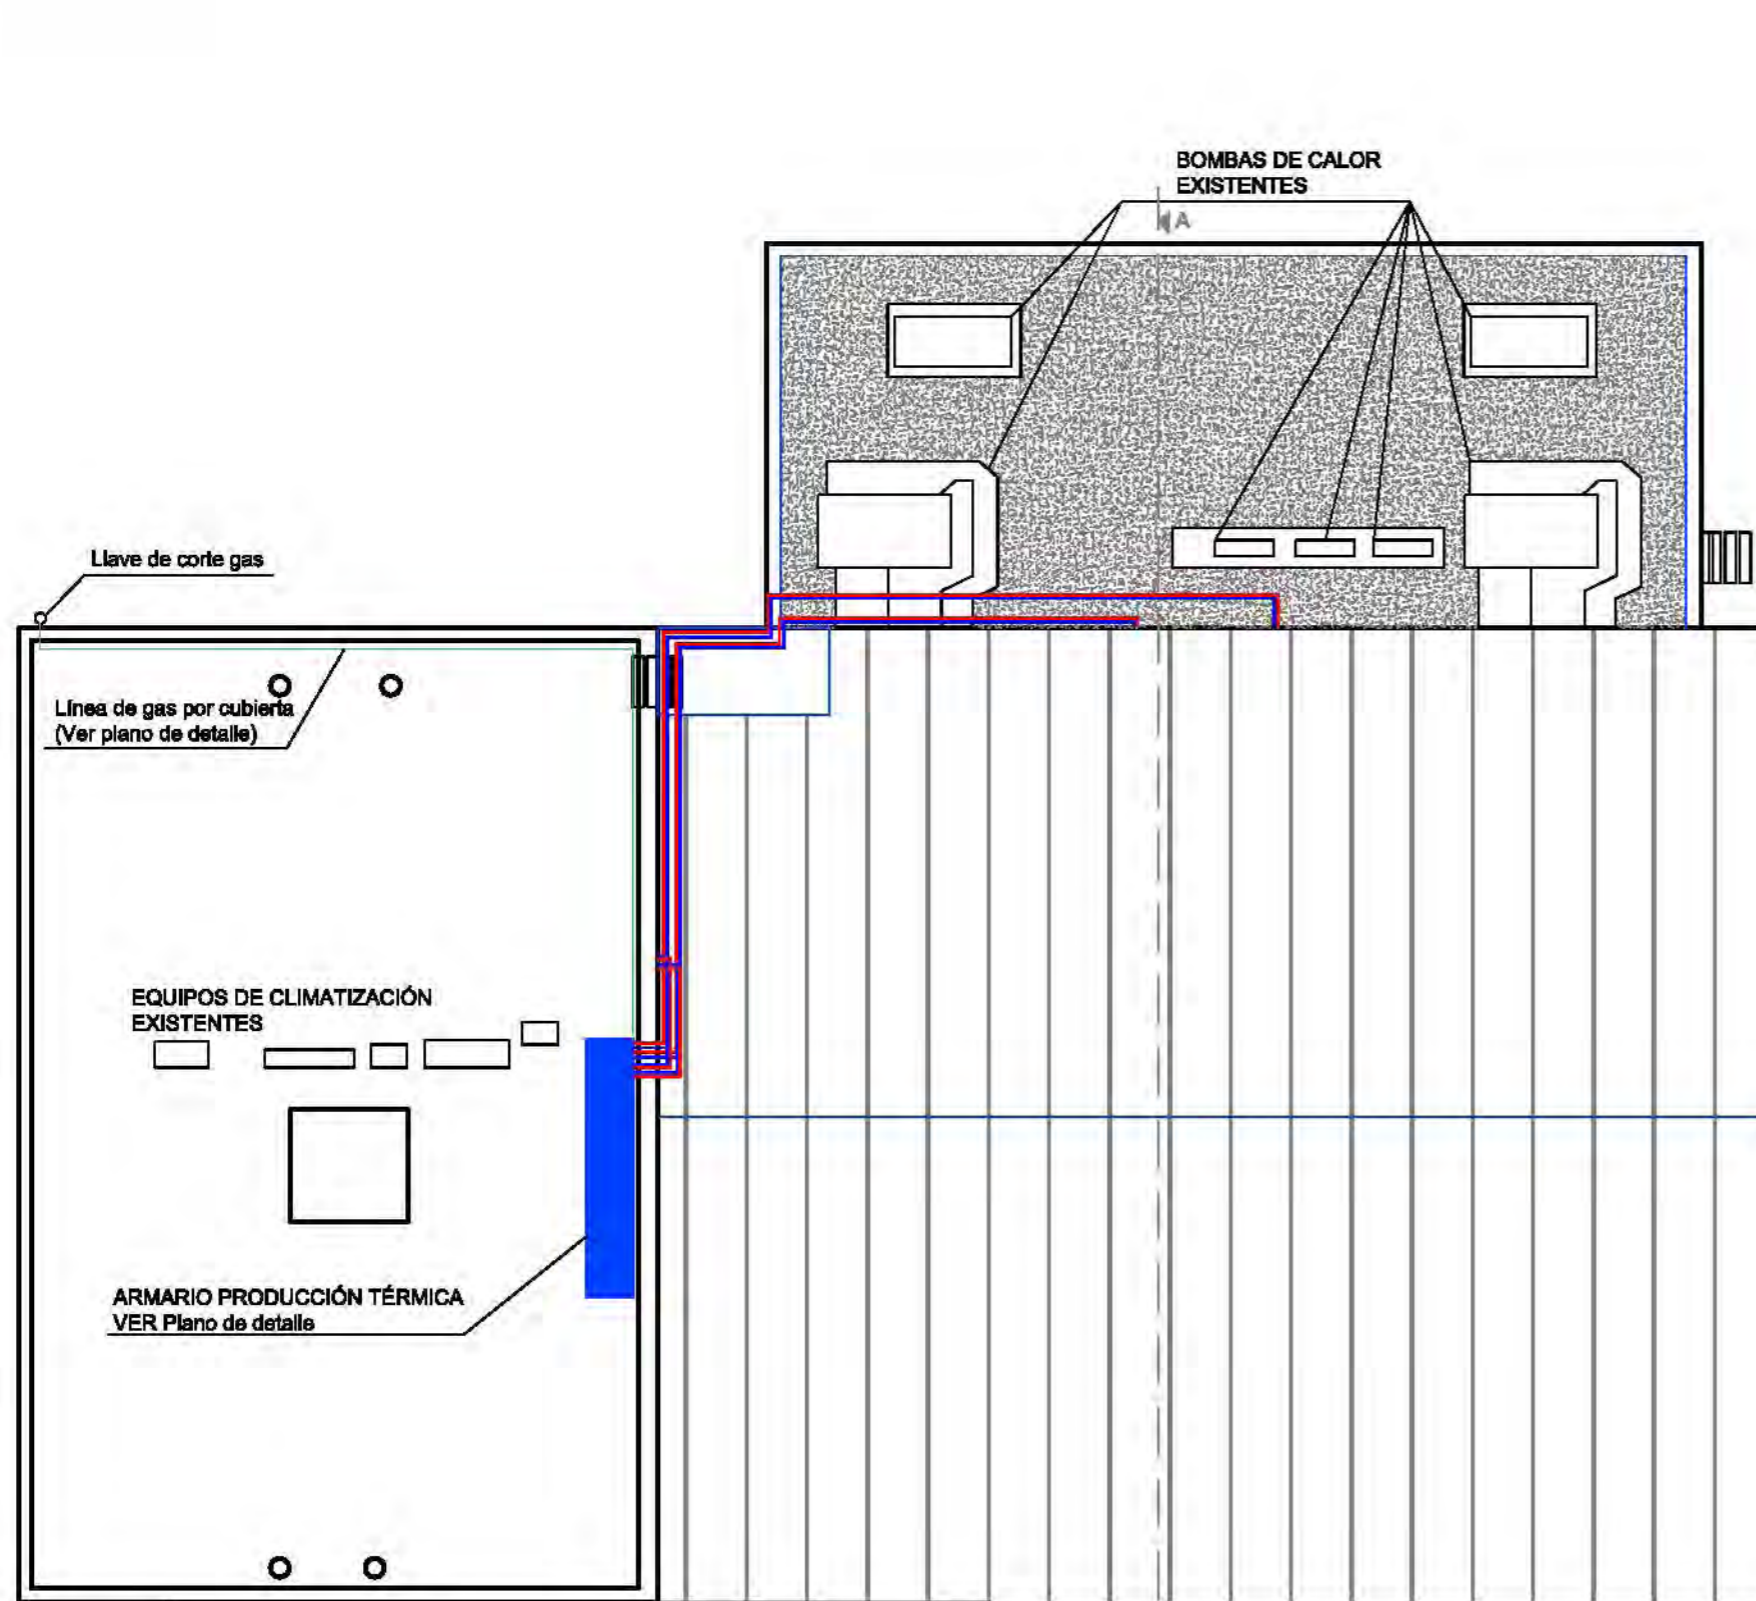 BOMBAS DE CALOR
EXISTENTES
A
Llave de corte gas
Línea de gas por cubierta
(Ver plano de detalle)
EQUIPOS DE CLIMATIZACIÓN
EXISTENTES
ARMARIO PRODUCCIÓN TÉRMICA
VER Plano de detalle